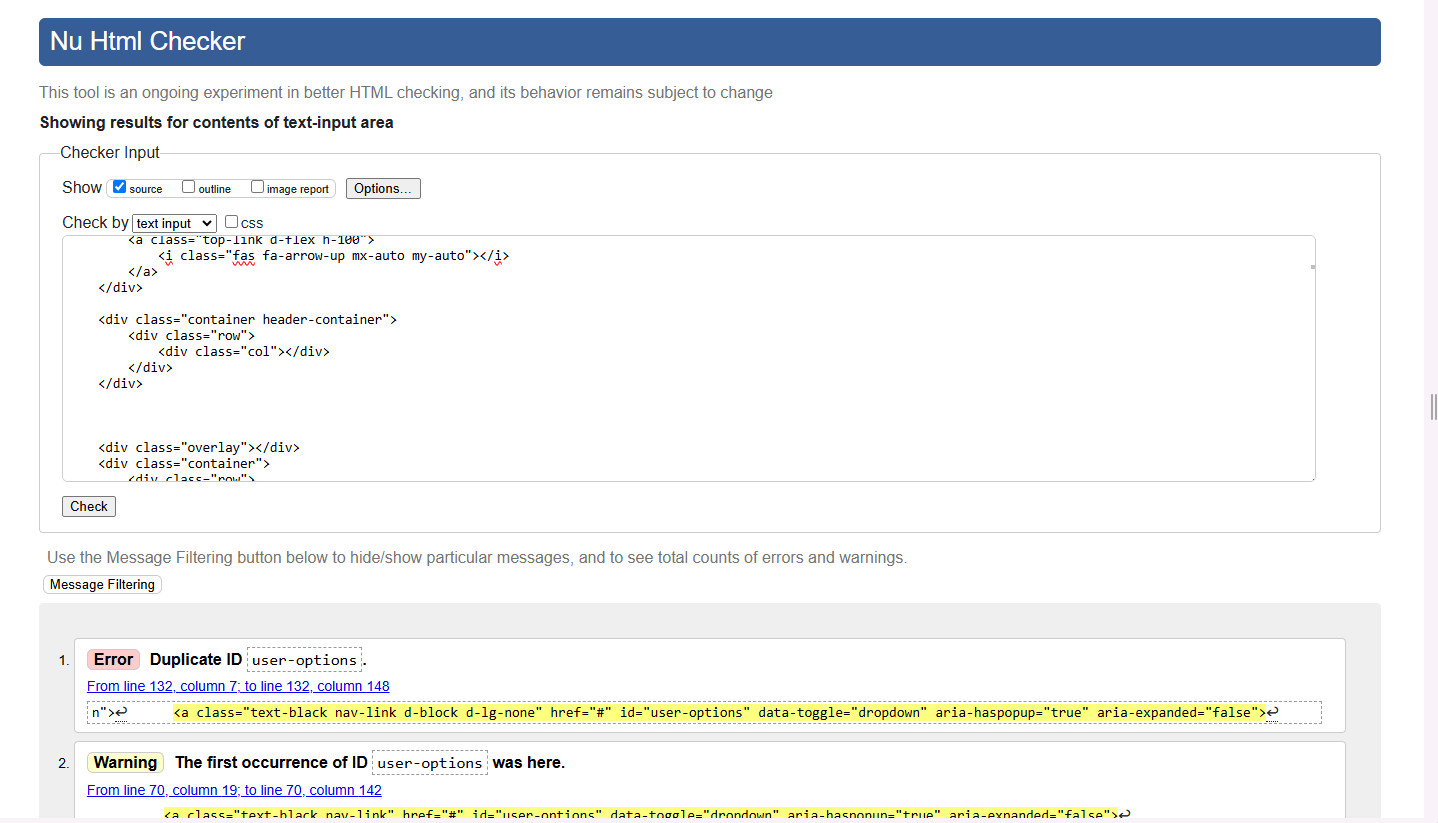 Nu Html Checker
This tool is an ongoing experiment in better HTML checking, and its behavior remains subject to change
Showing results for contents of text-input area
Checker Input
Show source outline image report Options...
Check by text input css
<a class="top-link d-flex h-100">
<i class="fas fa-arrow-up mx-auto my-auto"></i>
</a>
</div>
<div class="container header-container">
<div class="row">
<div class="col"></div>
</div>
</div>
<div class="overlay"></div>
<div class="container">
<div class="row">
Check
Use the Message Filtering button below to hide/show particular messages, and to see total counts of errors and warnings.
Message Filtering
1. Error Duplicate ID user-options.
From line 132, column 7; to line 132, column 148
n">↩ <a class="text-black nav-link d-block d-lg-none" href="#" id="user-options" data-toggle="dropdown" aria-haspopup="true" aria-expanded="false">↩
2. Warning The first occurrence of ID user-options was here.
From line 70, column 19; to line 70, column 142
<a class="text-black nav-link" href="#" id="user-options" data-toggle="dropdown" aria-haspopup="true" aria-expanded="false">↩